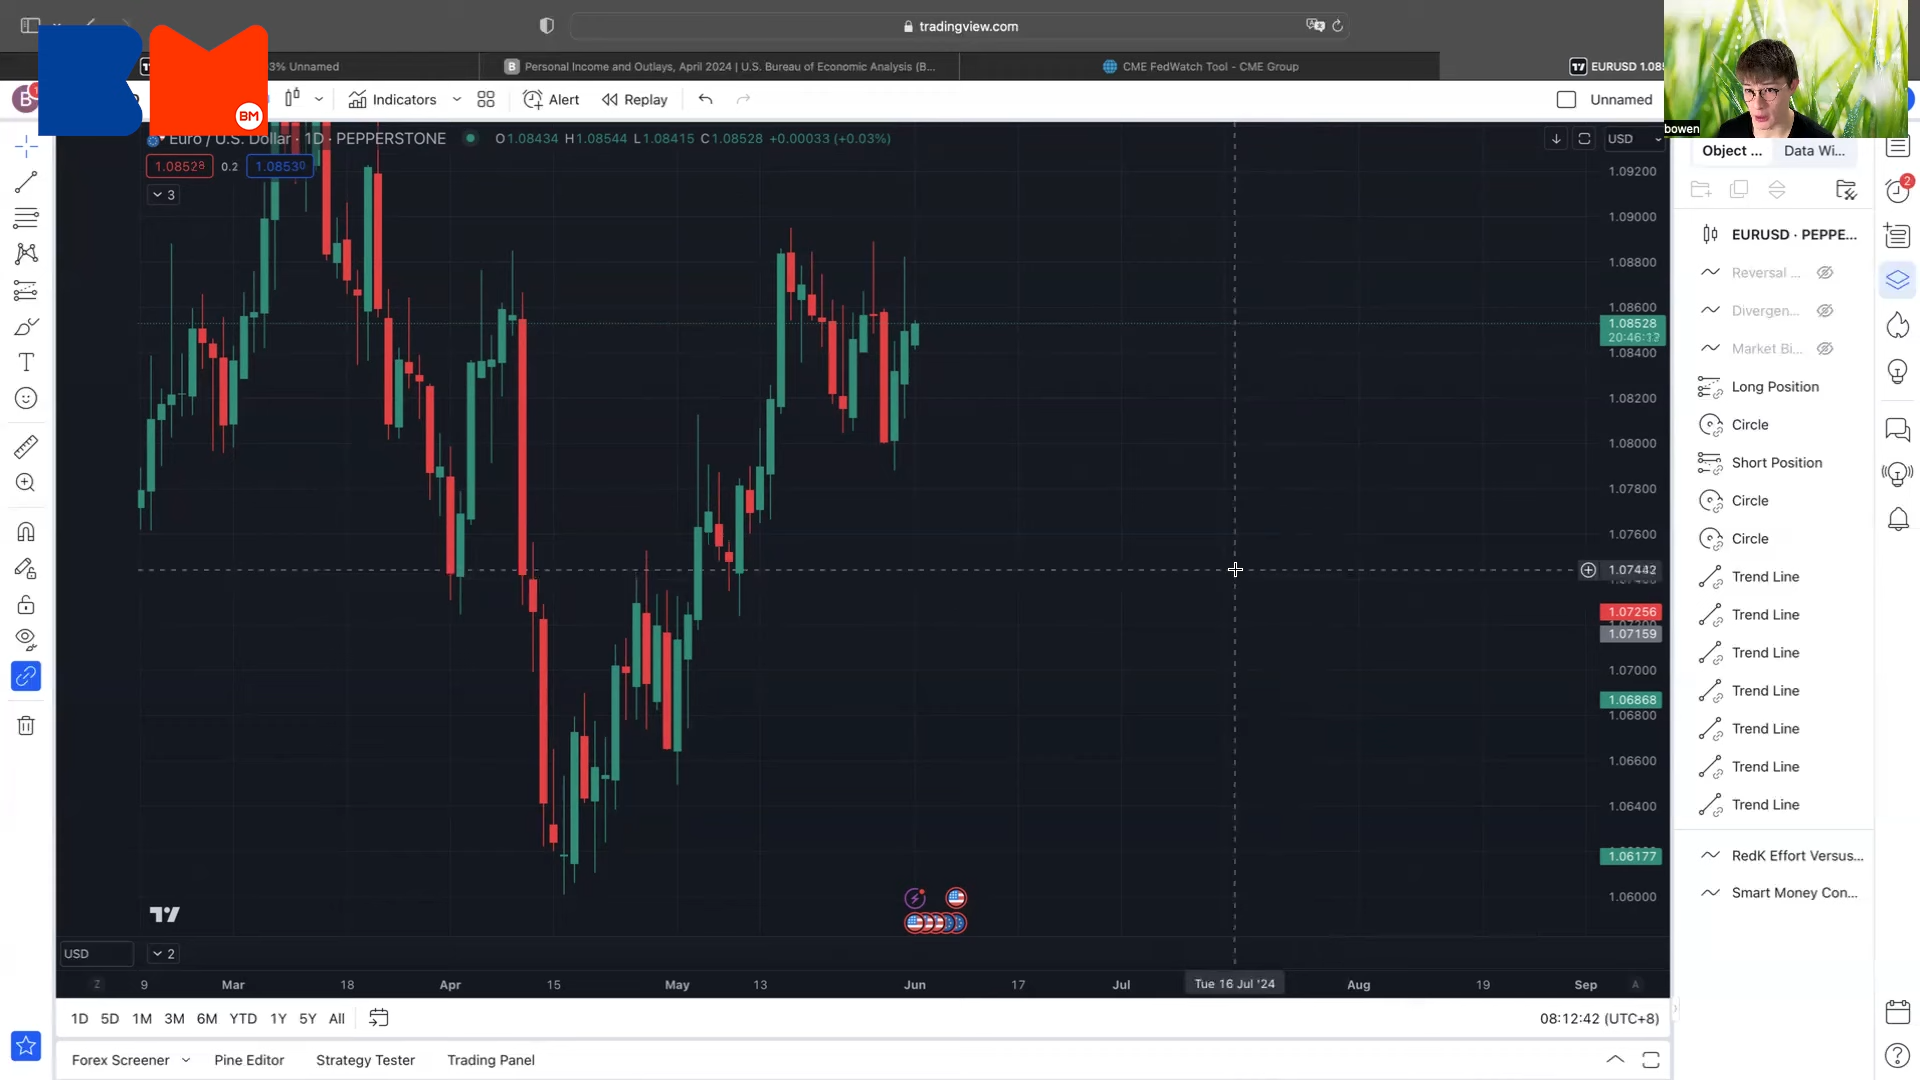 tradingview.com
3% Unnamed
B Personal Income and Outlays, April 2024 | U.S. Bureau of Economic Analysis (B...
CME FedWatch Tool - CME Group
EURUSD 1.085
BM
bowen
Indicators
Alert
Replay
Unnamed
Euro / U.S. Dollar · 1D · PEPPERSTONE
O1.08434 H1.08544 L1.08415 C1.08528 +0.00033 (+0.03%)
1.08528
0.2
1.08530
3
USD
1.09200
1.09000
1.08800
1.08600
1.08528
20:46:13
1.08400
1.08200
1.08000
1.07800
1.07600
1.07442
1.07256
1.07159
1.07000
1.06868
1.06800
1.06600
1.06400
1.06177
1.06000
USD
2
Z
9
Mar
18
Apr
15
May
13
Jun
17
Jul
Tue 16 Jul '24
Aug
19
Sep
A
1D 5D 1M 3M 6M YTD 1Y 5Y All
08:12:42 (UTC+8)
Forex Screener
Pine Editor
Strategy Tester
Trading Panel
Object ...
Data Wi...
2
EURUSD · PEPPE...
Reversal ...
Divergen...
Market Bi...
Long Position
Circle
Short Position
Circle
Circle
Trend Line
Trend Line
Trend Line
Trend Line
Trend Line
Trend Line
Trend Line
RedK Effort Versus...
Smart Money Con...